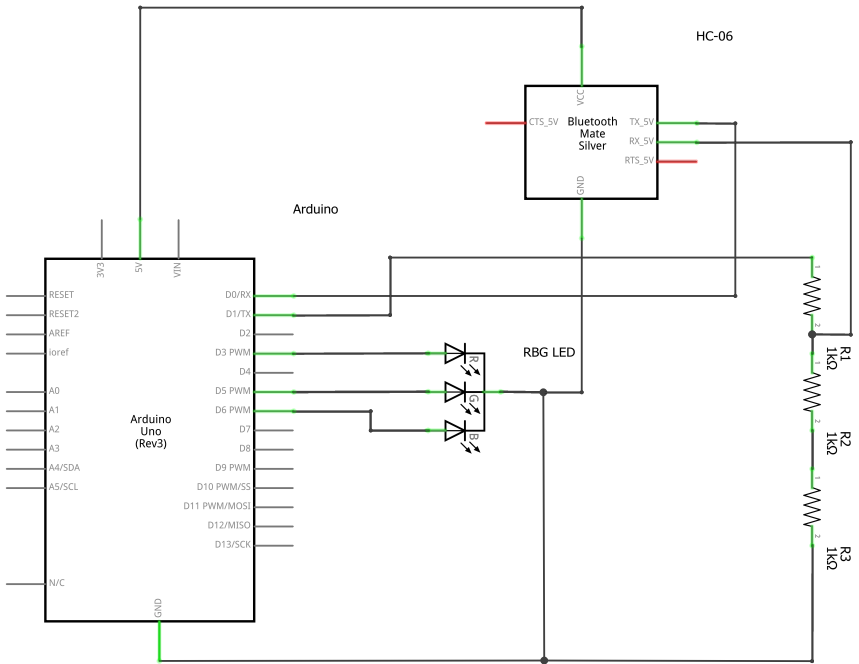 HC-06
VCC
CTS_5V
Bluetooth
Mate
Silver
TX_5V
RX_5V
RTS_5V
GND
Arduino
3V3
5V
VIN
RESET
RESET2
AREF
ioref
A0
A1
A2
A3
A4/SDA
A5/SCL
N/C
Arduino
Uno
(Rev3)
D0/RX
D1/TX
D2
D3 PWM
D4
D5 PWM
D6 PWM
D7
D8
D9 PWM
D10 PWM/SS
D11 PWM/MOSI
D12/MISO
D13/SCK
GND
RBG LED
R
G
B
1
2
R1
1kΩ
1
2
R2
1kΩ
1
2
R3
1kΩ